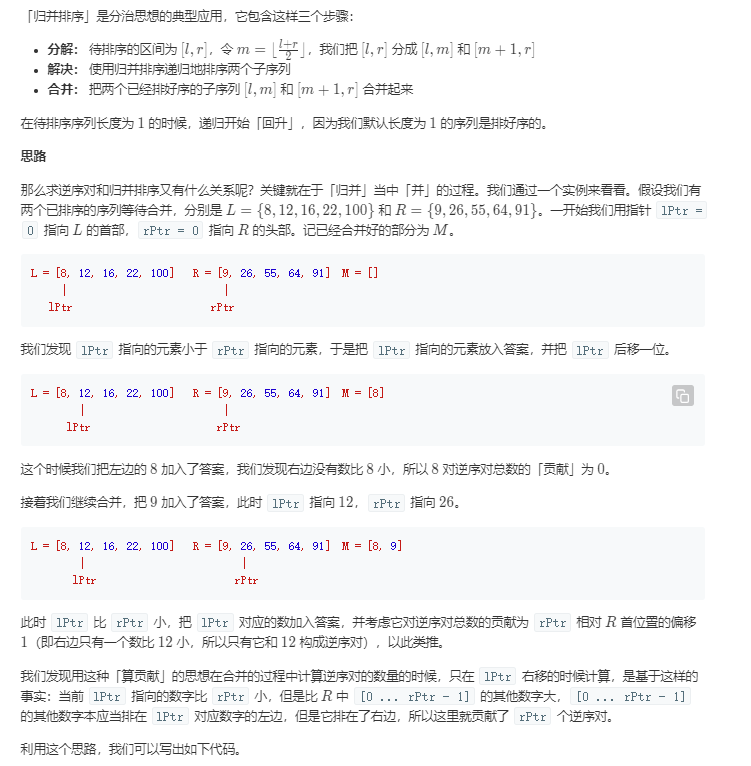 「归并排序」是分治思想的典型应用，它包含这样三个步骤：
• 分解： 待排序的区间为 [l, r]，令 m = ⌊(l+r)/2⌋，我们把 [l, r] 分成 [l, m] 和 [m + 1, r]
• 解决： 使用归并排序递归地排序两个子序列
• 合并： 把两个已经排好序的子序列 [l, m] 和 [m + 1, r] 合并起来
在待排序序列长度为 1 的时候，递归开始「回升」，因为我们默认长度为 1 的序列是排好序的。
思路
那么求逆序对和归并排序又有什么关系呢？关键就在于「归并」当中「并」的过程。我们通过一个实例来看看。假设我们有
两个已排序的序列等待合并，分别是 L = {8, 12, 16, 22, 100} 和 R = {9, 26, 55, 64, 91}。一开始我们用指针 lPtr =
0 指向 L 的首部，rPtr = 0 指向 R 的头部。记已经合并好的部分为 M。
L = [8, 12, 16, 22, 100] R = [9, 26, 55, 64, 91] M = []
| |
lPtr rPtr
我们发现 lPtr 指向的元素小于 rPtr 指向的元素，于是把 lPtr 指向的元素放入答案，并把 lPtr 后移一位。
L = [8, 12, 16, 22, 100] R = [9, 26, 55, 64, 91] M = [8]
| |
lPtr rPtr
这个时候我们把左边的 8 加入了答案，我们发现右边没有数比 8 小，所以 8 对逆序对总数的「贡献」为 0。
接着我们继续合并，把 9 加入了答案，此时 lPtr 指向 12，rPtr 指向 26。
L = [8, 12, 16, 22, 100] R = [9, 26, 55, 64, 91] M = [8, 9]
| |
lPtr rPtr
此时 lPtr 比 rPtr 小，把 lPtr 对应的数加入答案，并考虑它对逆序对总数的贡献为 rPtr 相对 R 首位置的偏移
1（即右边只有一个数比 12 小，所以只有它和 12 构成逆序对），以此类推。
我们发现用这种「算贡献」的思想在合并的过程中计算逆序对的数量的时候，只在 lPtr 右移的时候计算，是基于这样的
事实：当前 lPtr 指向的数字比 rPtr 小，但是比 R 中 [0 ... rPtr - 1] 的其他数字大，[0 ... rPtr - 1]
的其他数字本应当排在 lPtr 对应数字的左边，但是它排在了右边，所以这里就贡献了 rPtr 个逆序对。
利用这个思路，我们可以写出如下代码。